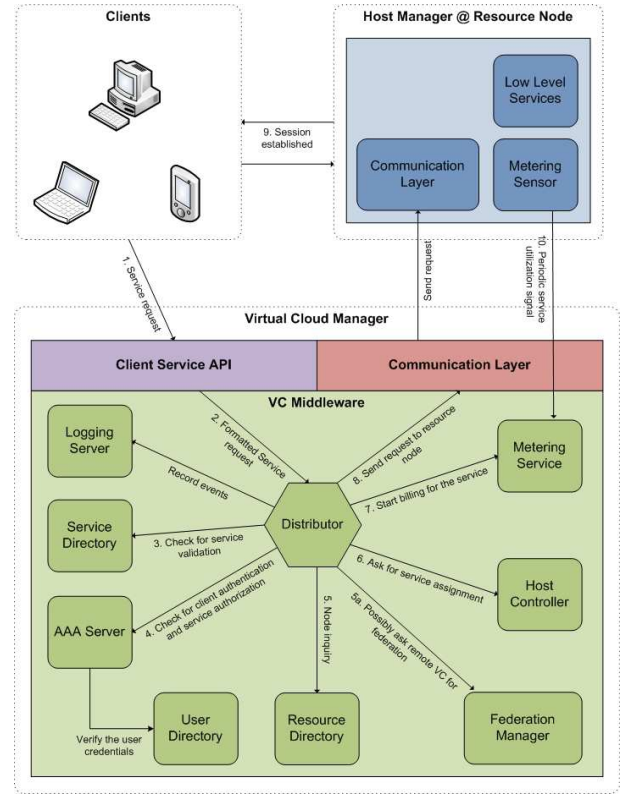 Clients
Host Manager @ Resource Node
Low Level
Services
9. Session
established
Communication
Layer
Metering
Sensor
1. Service request
Send request
10. Periodic service
utilization signal
Virtual Cloud Manager
Client Service API
Communication Layer
VC Middleware
Logging
Server
2. Formatted Service
request
8. Send request to resource
node
Metering
Service
Record events
7. Start billing for the service
Distributor
Service
Directory
3. Check for service
validation
6. Ask for service assignment
Host
Controller
AAA Server
4. Check for client authentication
and service authorization
5. Node inquiry
5a. Possibly ask remote VC for
federation
User
Directory
Resource
Directory
Federation
Manager
Verify the user
credentials